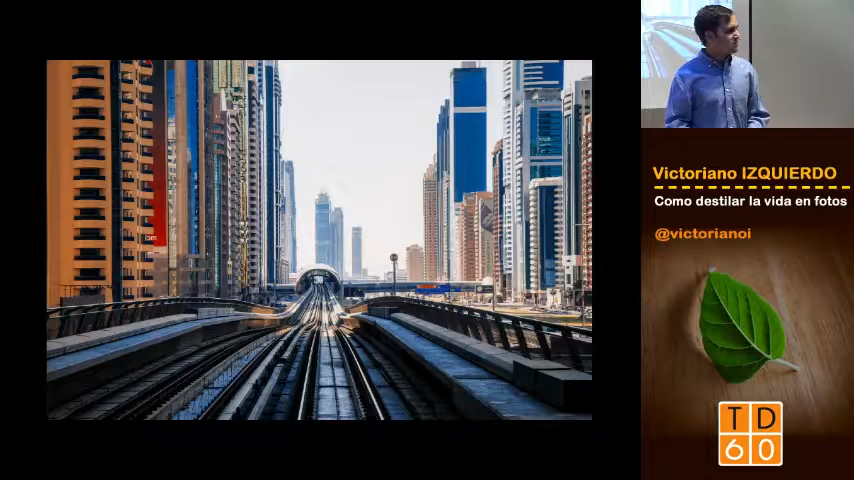 Victoriano IZQUIERDO
Como destilar la vida en fotos
@victorianoi
TD
60